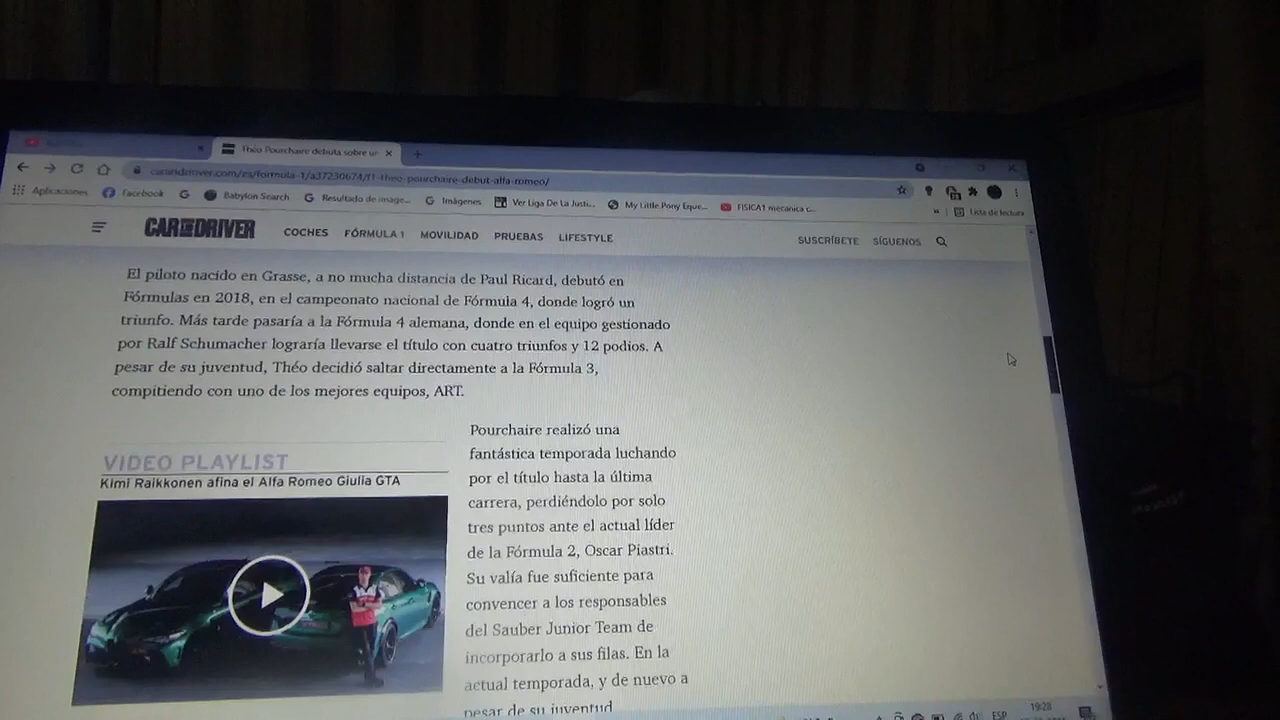 Théo Pourchaire debuta sobre un
carianddriver.com/es/formula-1/a37230674/f1-theo-pourchaire-debut-alfa-romeo/
Aplicaciones Facebook Babylon Search Resultado de image... Imágenes Ver Liga De La Justi... My Little Pony Eque... FISICA1 mecanica c...
» Lista de lectura
CAR AND DRIVER COCHES FÓRMULA 1 MOVILIDAD PRUEBAS LIFESTYLE SUSCRÍBETE SÍGUENOS
El piloto nacido en Grasse, a no mucha distancia de Paul Ricard, debutó en
Fórmulas en 2018, en el campeonato nacional de Fórmula 4, donde logró un
triunfo. Más tarde pasaría a la Fórmula 4 alemana, donde en el equipo gestionado
por Ralf Schumacher lograría llevarse el título con cuatro triunfos y 12 podios. A
pesar de su juventud, Théo decidió saltar directamente a la Fórmula 3,
compitiendo con uno de los mejores equipos, ART.
VIDEO PLAYLIST
Kimi Raikkonen afina el Alfa Romeo Giulia GTA
Pourchaire realizó una
fantástica temporada luchando
por el título hasta la última
carrera, perdiéndolo por solo
tres puntos ante el actual líder
de la Fórmula 2, Oscar Piastri.
Su valía fue suficiente para
convencer a los responsables
del Sauber Junior Team de
incorporarlo a sus filas. En la
actual temporada, y de nuevo a
pesar de su juventud
ESP 19:28